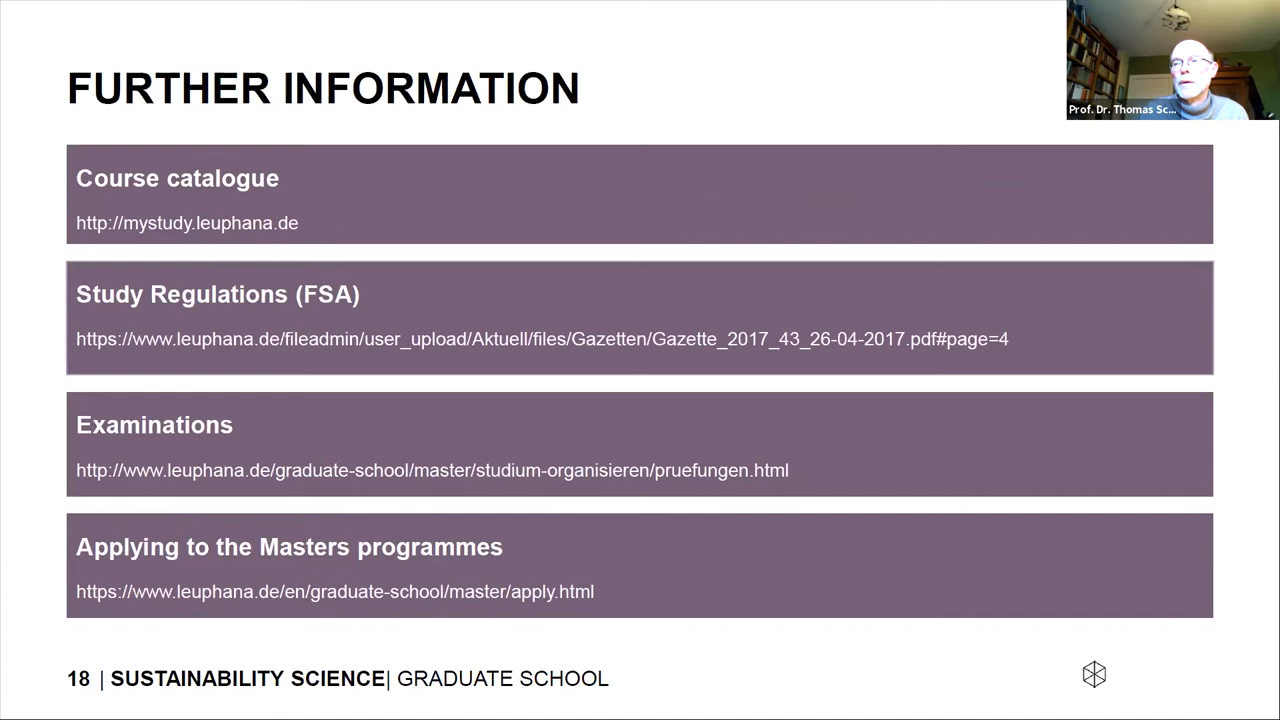 FURTHER INFORMATION
Prof. Dr. Thomas Sc...
Course catalogue
http://mystudy.leuphana.de
Study Regulations (FSA)
https://www.leuphana.de/fileadmin/user_upload/Aktuell/files/Gazetten/Gazette_2017_43_26-04-2017.pdf#page=4
Examinations
http://www.leuphana.de/graduate-school/master/studium-organisieren/pruefungen.html
Applying to the Masters programmes
https://www.leuphana.de/en/graduate-school/master/apply.html
18 | SUSTAINABILITY SCIENCE| GRADUATE SCHOOL